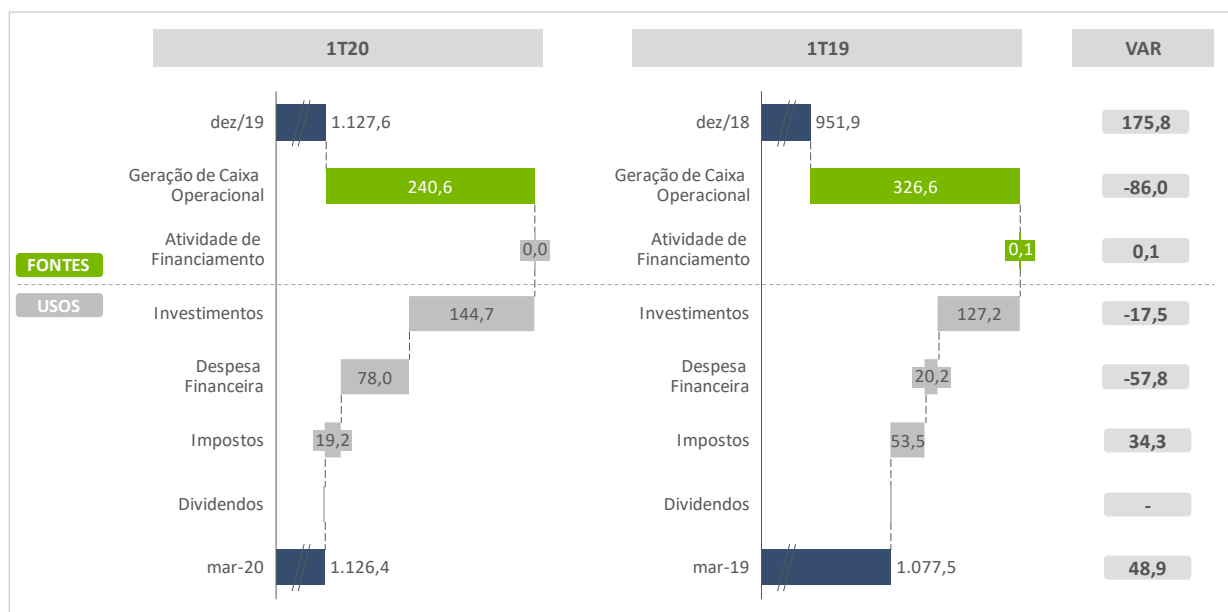 1T20
1T19
VAR
dez/19
1.127,6
dez/18
951,9
175,8
Geração de Caixa
Operacional
240,6
Geração de Caixa
Operacional
326,6
-86,0
Atividade de
Financiamento
0,0
Atividade de
Financiamento
0,1
0,1
FONTES
USOS
Investimentos
144,7
Investimentos
127,2
-17,5
Despesa
Financeira
78,0
Despesa
Financeira
20,2
-57,8
Impostos
19,2
Impostos
53,5
34,3
Dividendos
Dividendos
-
mar-20
1.126,4
mar-19
1.077,5
48,9